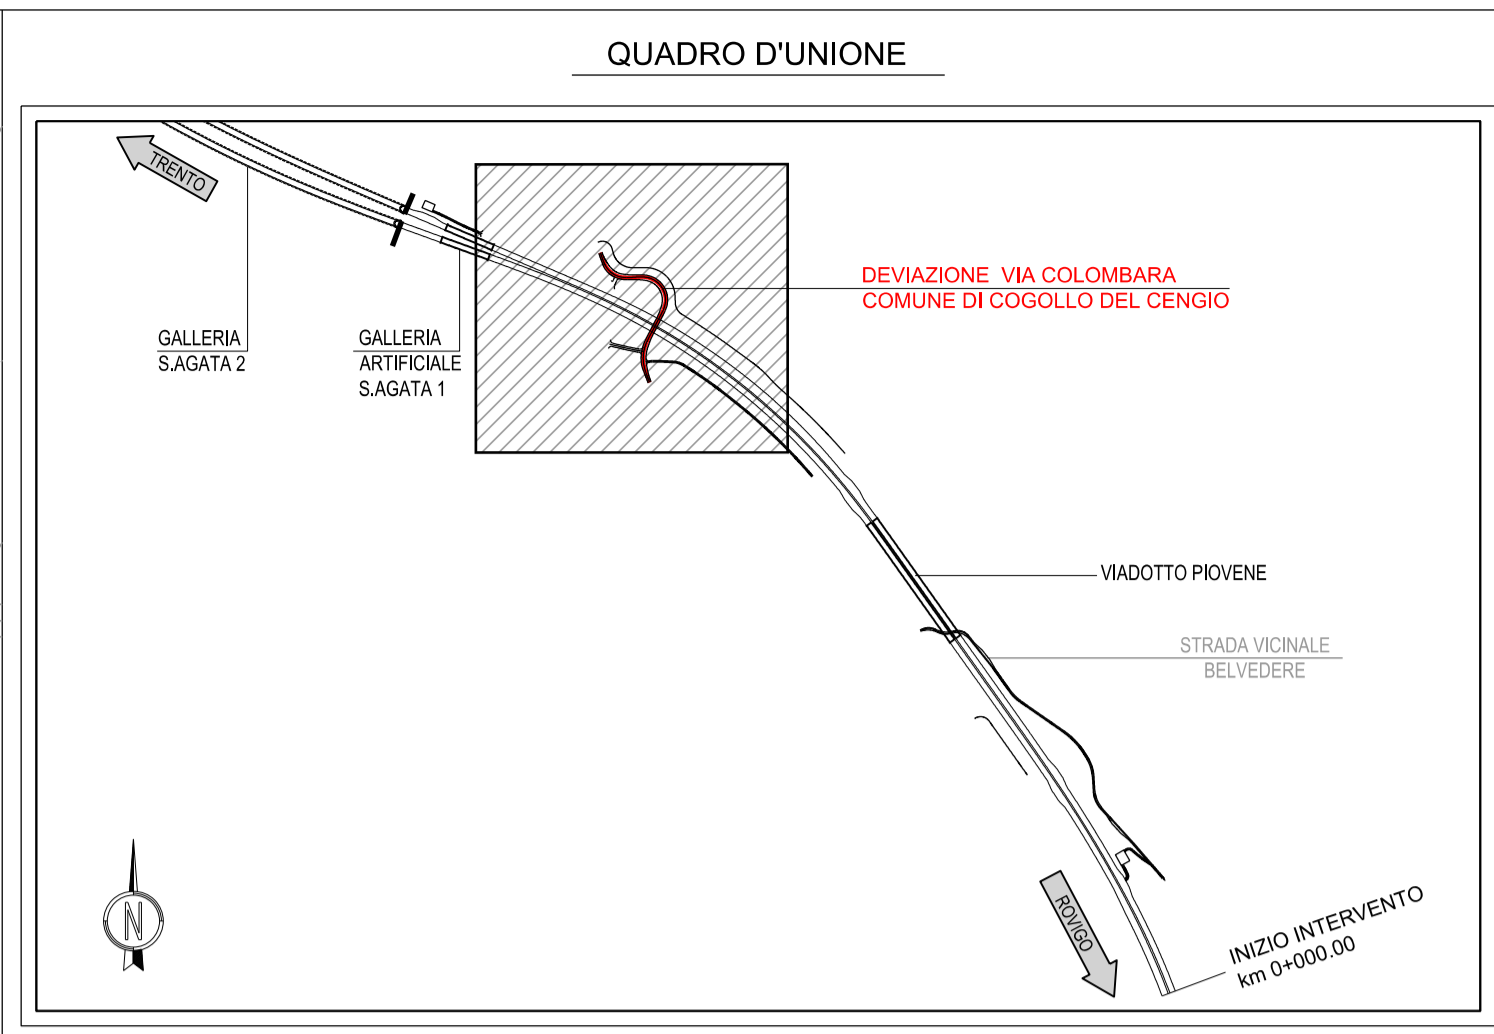 QUADRO D'UNIONE
TRENTO
DEVIAZIONE VIA COLOMBARA
COMUNE DI COGOLLO DEL CENGIO
GALLERIA
S.AGATA 2
GALLERIA
ARTIFICIALE
S.AGATA 1
VIADOTTO PIOVENE
STRADA VICINALE
BELVEDERE
N
ROVIGO
INIZIO INTERVENTO
km 0+000.00